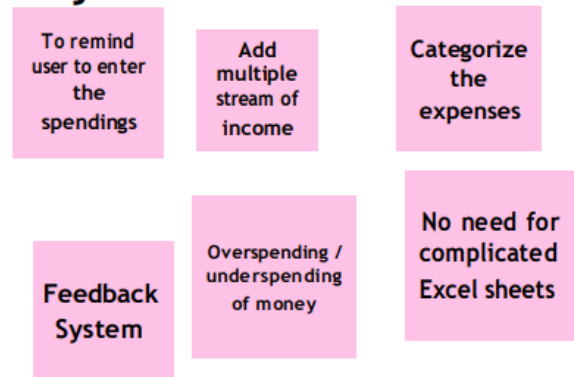 To remind
user to enter
the
spendings
Add
multiple
stream of
income
Categorize
the
expenses
Feedback
System
Overspending /
underspending
of money
No need for
complicated
Excel sheets